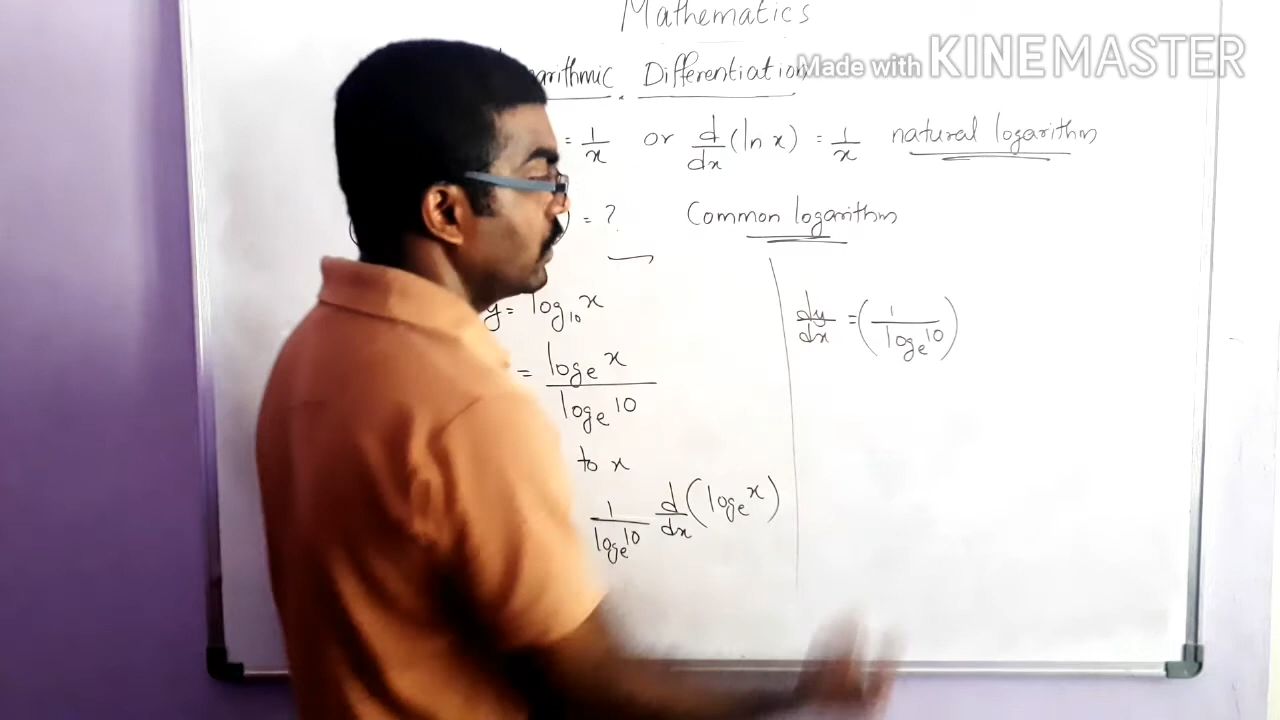 Mathematics
Differentiation
Made with KINEMASTER
= 1/x or d/dx (ln x) = 1/x natural logarithm
) = ? Common logarithm
y = log₁₀ x
= logₑ x / logₑ 10
to x
1/logₑ 10 d/dx (logₑ x)
dy/dx = (1/logₑ 10)